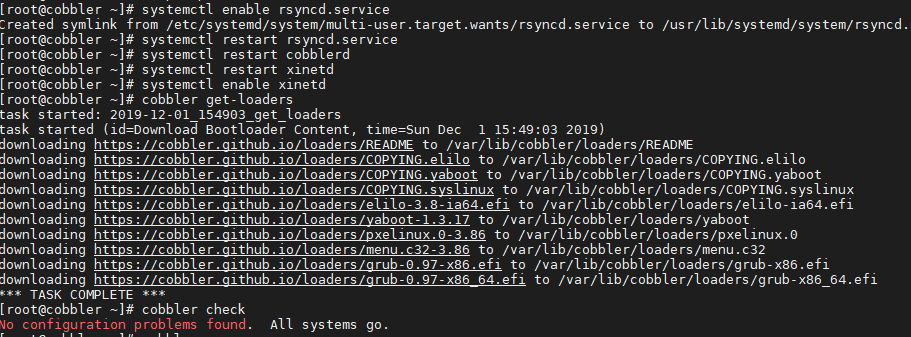 [root@cobbler ~]# systemctl enable rsyncd.service
Created symlink from /etc/systemd/system/multi-user.target.wants/rsyncd.service to /usr/lib/systemd/system/rsyncd.
[root@cobbler ~]# systemctl restart rsyncd.service
[root@cobbler ~]# systemctl restart cobblerd
[root@cobbler ~]# systemctl restart xinetd
[root@cobbler ~]# systemctl enable xinetd
[root@cobbler ~]# cobbler get-loaders
task started: 2019-12-01_154903_get_loaders
task started (id=Download Bootloader Content, time=Sun Dec  1 15:49:03 2019)
downloading https://cobbler.github.io/loaders/README to /var/lib/cobbler/loaders/README
downloading https://cobbler.github.io/loaders/COPYING.elilo to /var/lib/cobbler/loaders/COPYING.elilo
downloading https://cobbler.github.io/loaders/COPYING.yaboot to /var/lib/cobbler/loaders/COPYING.yaboot
downloading https://cobbler.github.io/loaders/COPYING.syslinux to /var/lib/cobbler/loaders/COPYING.syslinux
downloading https://cobbler.github.io/loaders/elilo-3.8-ia64.efi to /var/lib/cobbler/loaders/elilo-ia64.efi
downloading https://cobbler.github.io/loaders/yaboot-1.3.17 to /var/lib/cobbler/loaders/yaboot
downloading https://cobbler.github.io/loaders/pxelinux.0-3.86 to /var/lib/cobbler/loaders/pxelinux.0
downloading https://cobbler.github.io/loaders/menu.c32-3.86 to /var/lib/cobbler/loaders/menu.c32
downloading https://cobbler.github.io/loaders/grub-0.97-x86.efi to /var/lib/cobbler/loaders/grub-x86.efi
downloading https://cobbler.github.io/loaders/grub-0.97-x86_64.efi to /var/lib/cobbler/loaders/grub-x86_64.efi
*** TASK COMPLETE ***
[root@cobbler ~]# cobbler check
No configuration problems found.  All systems go.